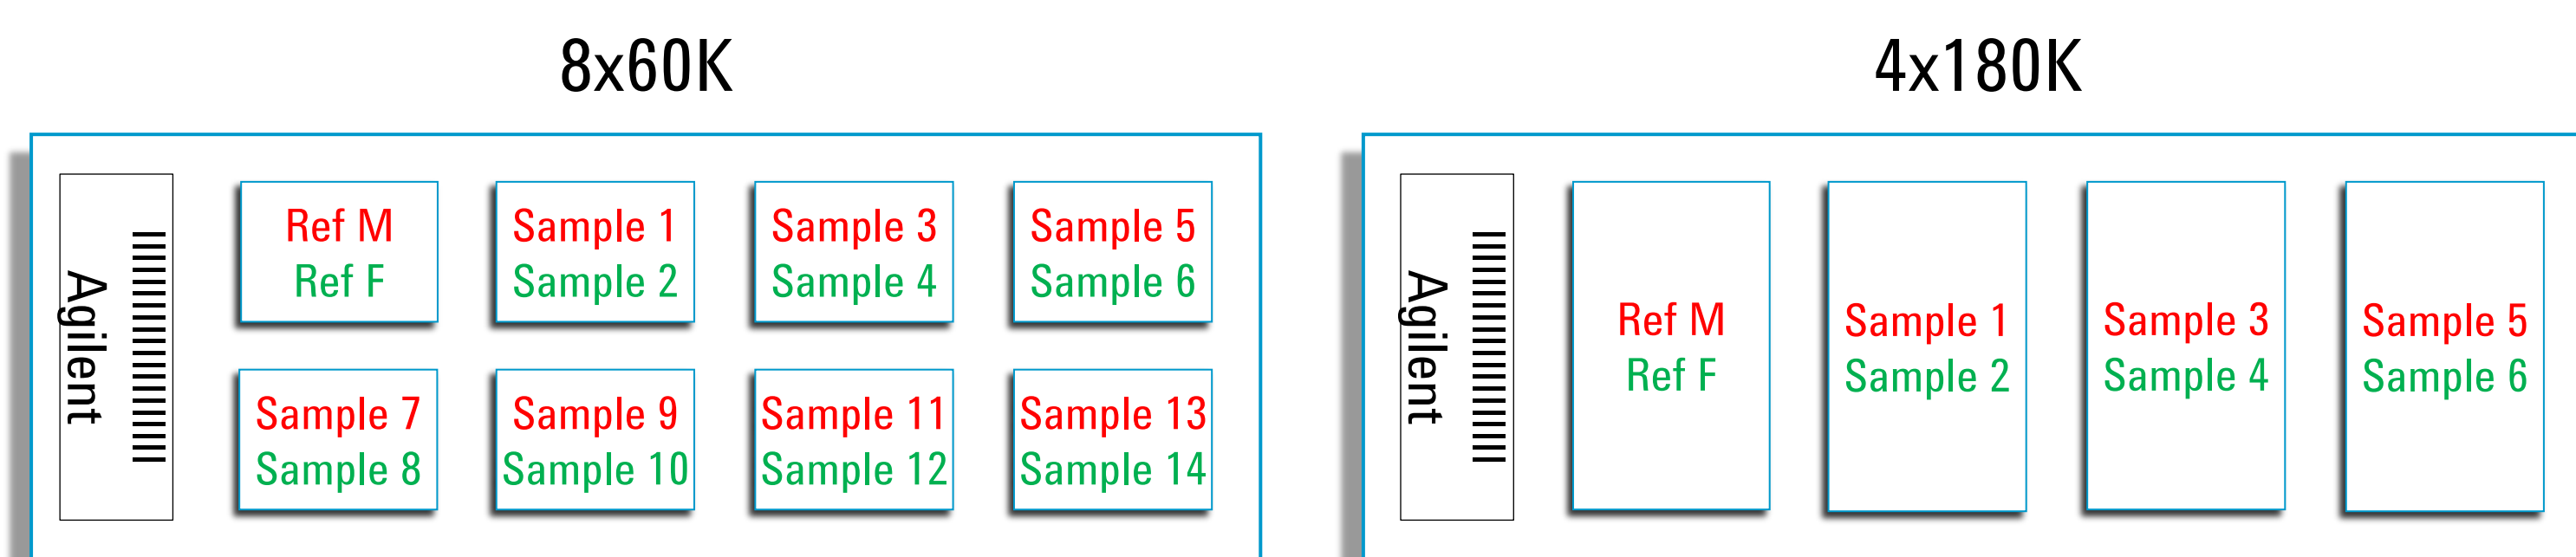 8x60K
Agilent
Ref M
Ref F
Sample 1
Sample 2
Sample 3
Sample 4
Sample 5
Sample 6
Sample 7
Sample 8
Sample 9
Sample 10
Sample 11
Sample 12
Sample 13
Sample 14
4x180K
Agilent
Ref M
Ref F
Sample 1
Sample 2
Sample 3
Sample 4
Sample 5
Sample 6